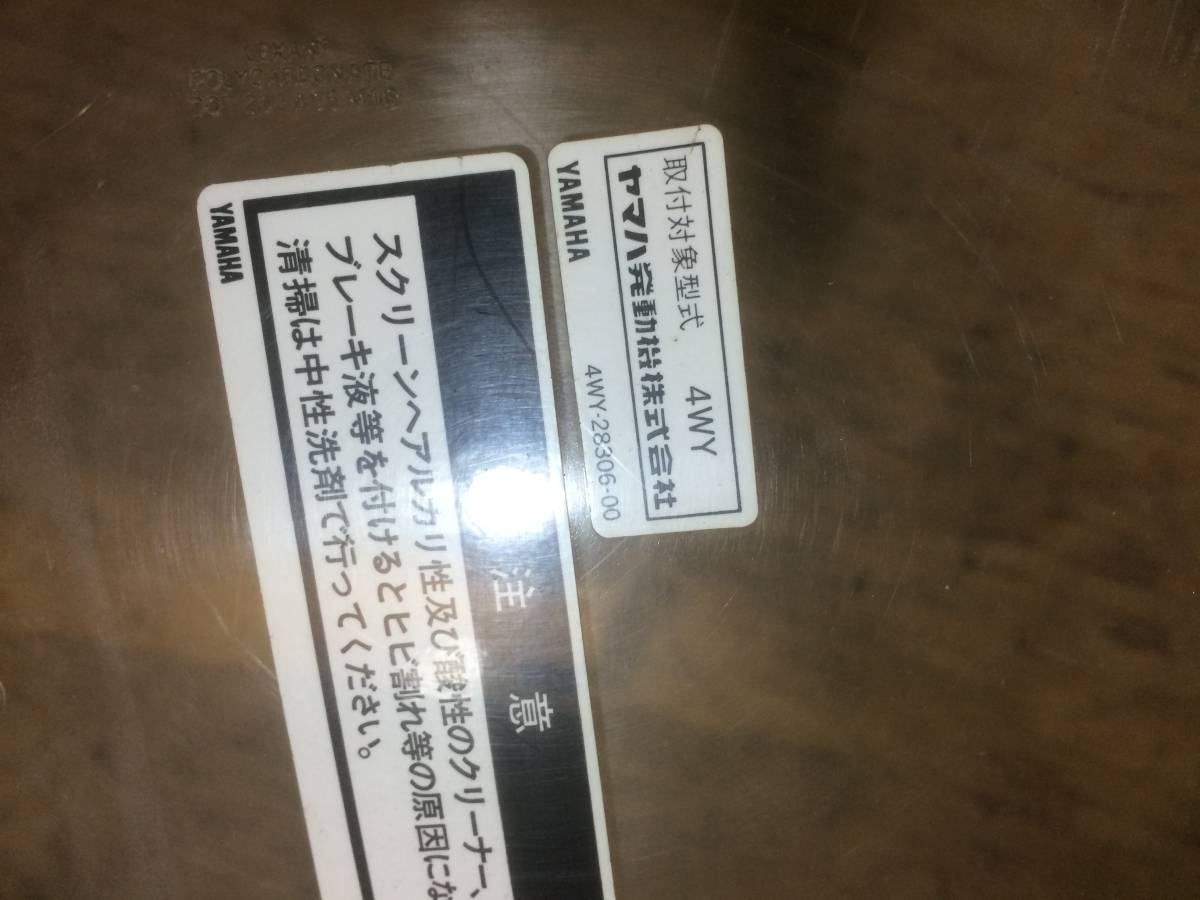 LEXAN®
POLYCARBONATE
取付対象型式 4WY
ヤマハ発動機株式会社
YAMAHA 4WY-28306-00
注意
スクリーンへアルカリ性及び酸性のクリーナー、
ブレーキ液等を付けるとヒビ割れ等の原因にな
清掃は中性洗剤で行ってください。
YAMAHA